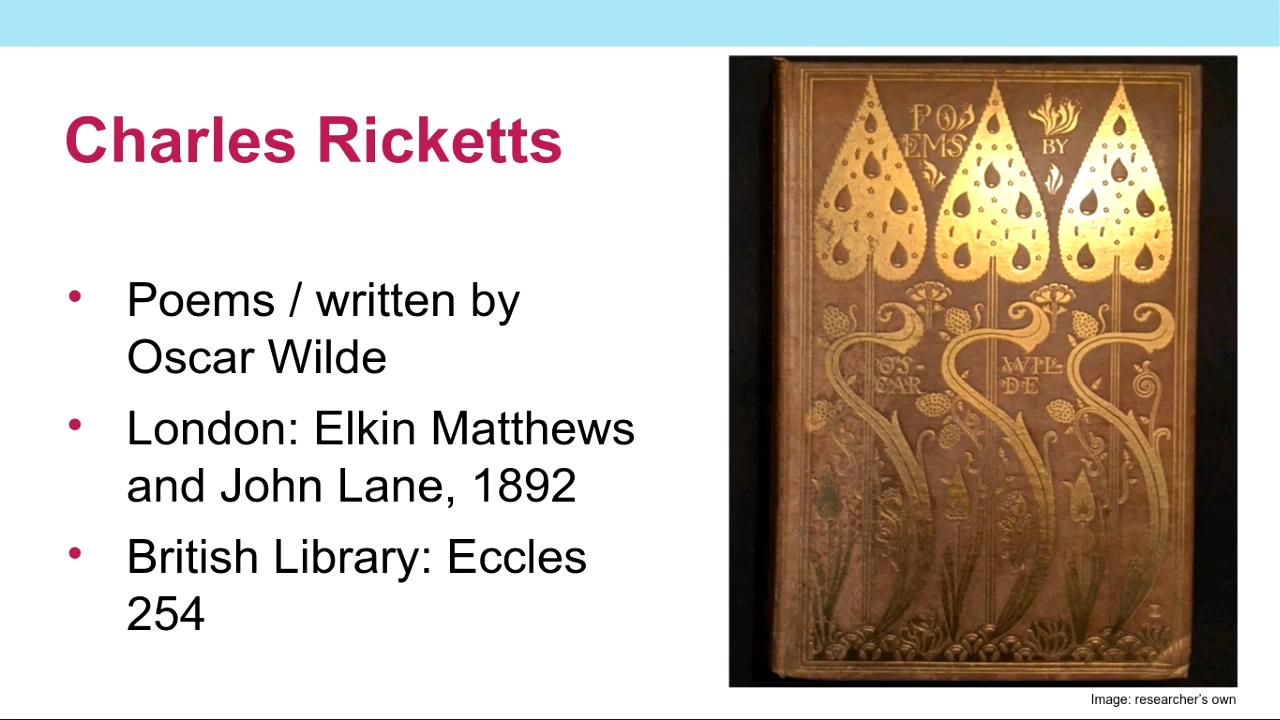 Charles Ricketts
• Poems / written by
Oscar Wilde
• London: Elkin Matthews
and John Lane, 1892
• British Library: Eccles
254
PO
EMS
BY
OS-
CAR
WIL-
DE
Image: researcher's own